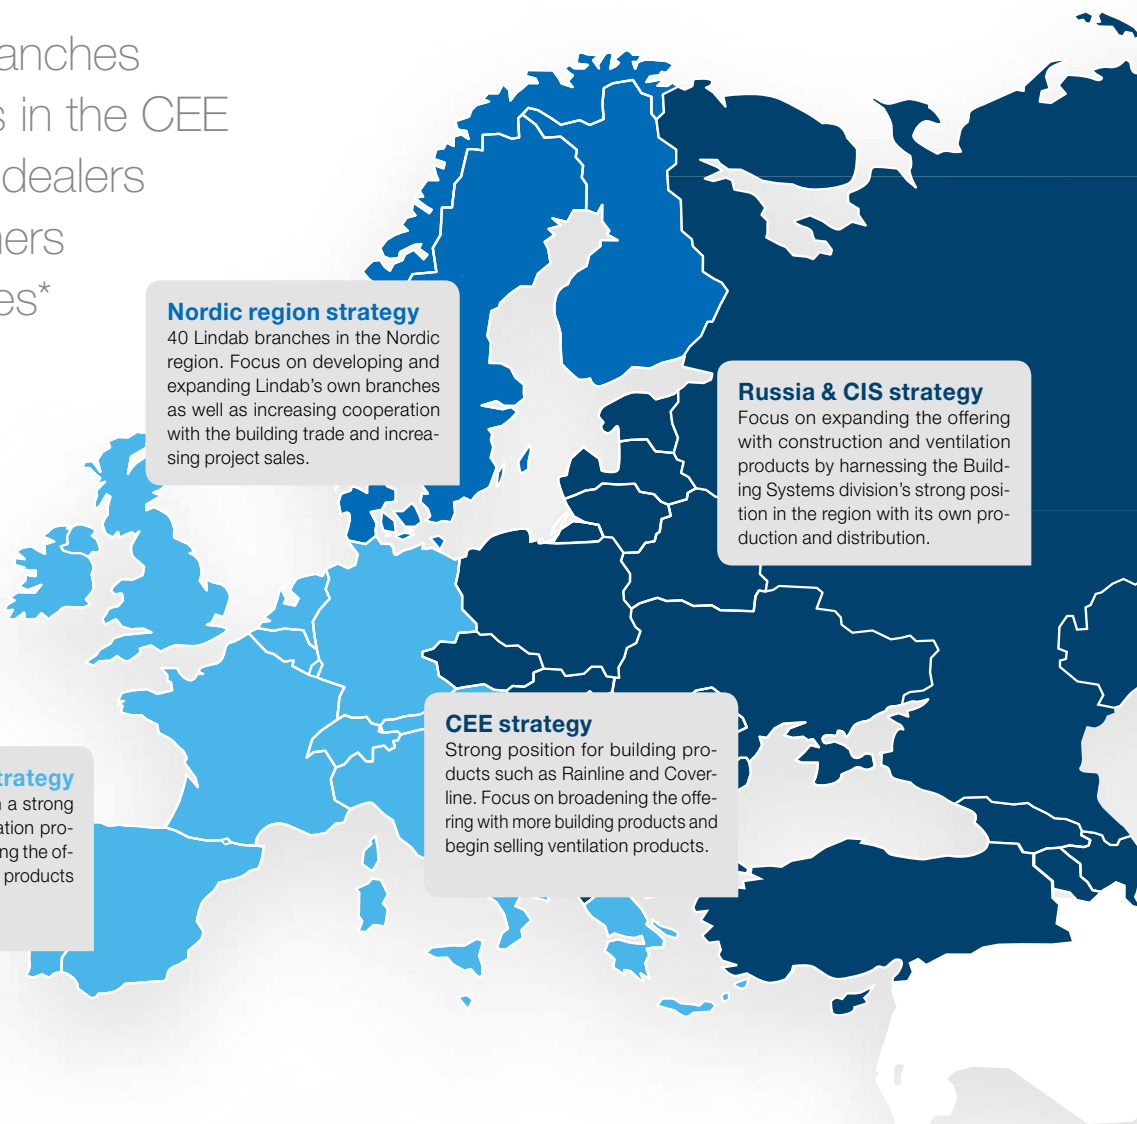 anches
s in the CEE
dealers
ners
es*
Nordic region strategy
40 Lindab branches in the Nordic
region. Focus on developing and
expanding Lindab's own branches
as well as increasing cooperation
with the building trade and increa-
sing project sales.
Russia & CIS strategy
Focus on expanding the offering
with construction and ventilation
products by harnessing the Build-
ing Systems division's strong posi-
tion in the region with its own pro-
duction and distribution.
CEE strategy
Strong position for building pro-
ducts such as Rainline and Cover-
line. Focus on broadening the offe-
ring with more building products and
begin selling ventilation products.
trategy
a strong
ation pro-
ng the of-
products